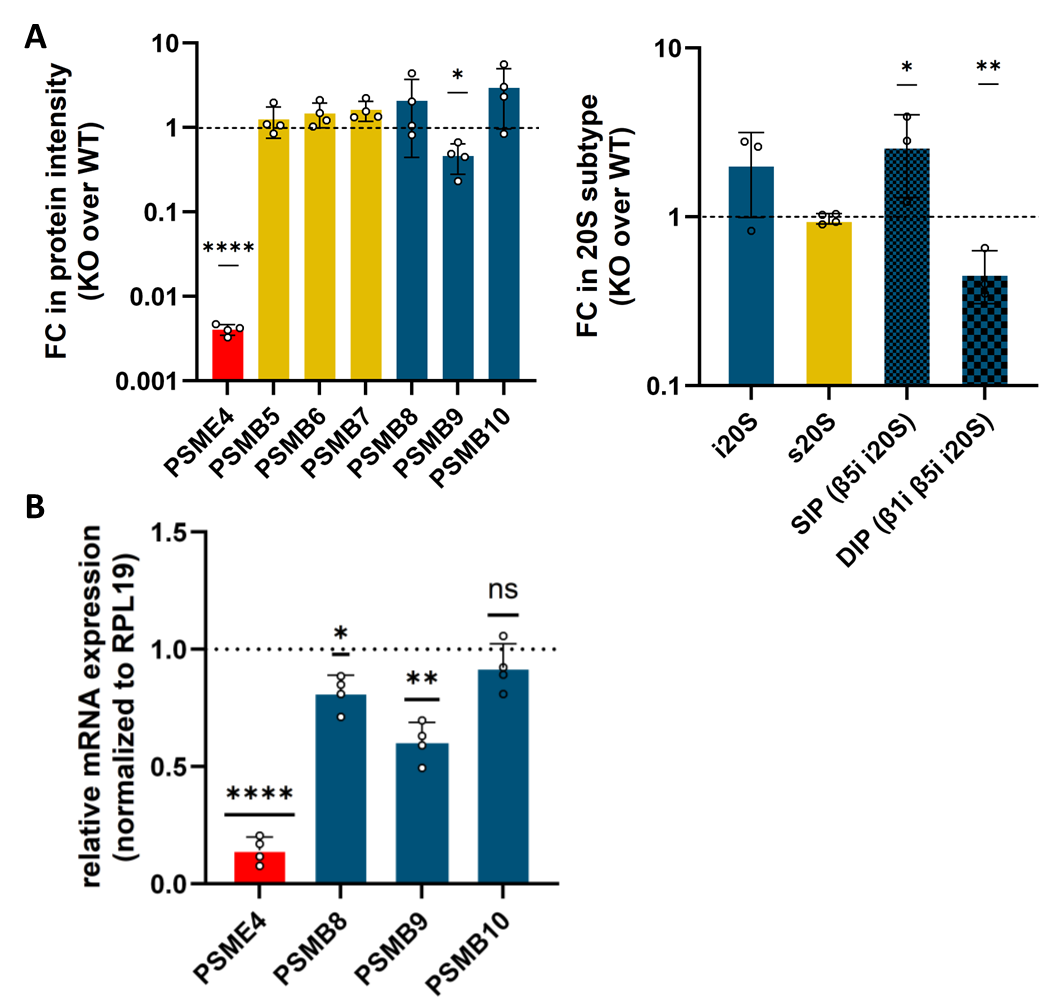 A
FC in protein intensity
(KO over WT)
10
1
0.1
0.01
0.001
****
*
PSME4
PSMB5
PSMB6
PSMB7
PSMB8
PSMB9
PSMB10
FC in 20S subtype
(KO over WT)
10
1
0.1
*
**
i20S
s20S
SIP (β5i i20S)
DIP (β1i β5i i20S)
B
relative mRNA expression
(normalized to RPL19)
1.5
1.0
0.5
0.0
****
*
**
ns
PSME4
PSMB8
PSMB9
PSMB10